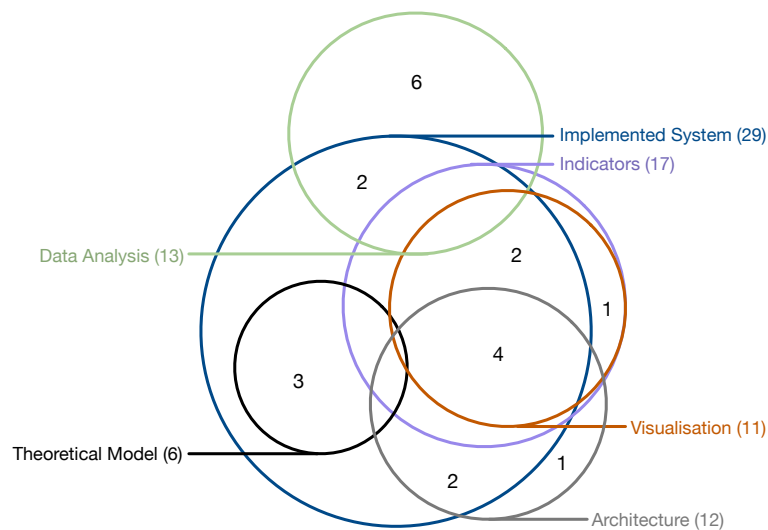 6
Implemented System (29)
Indicators (17)
2
Data Analysis (13)
2
1
4
3
Visualisation (11)
Theoretical Model (6)
1
2
Architecture (12)